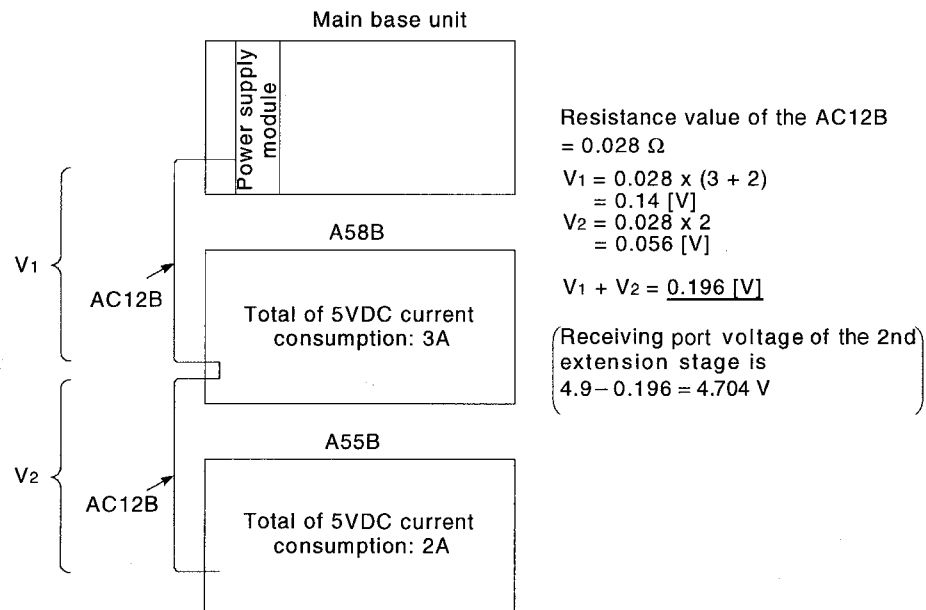 Main base unit
Power supply
module
V1
AC12B
A58B
Total of 5VDC current
consumption: 3A
V2
AC12B
A55B
Total of 5VDC current
consumption: 2A
Resistance value of the AC12B
= 0.028 Ω
V1 = 0.028 x (3 + 2)
= 0.14 [V]
V2 = 0.028 x 2
= 0.056 [V]
V1 + V2 = 0.196 [V]
(Receiving port voltage of the 2nd
extension stage is
4.9 – 0.196 = 4.704 V)